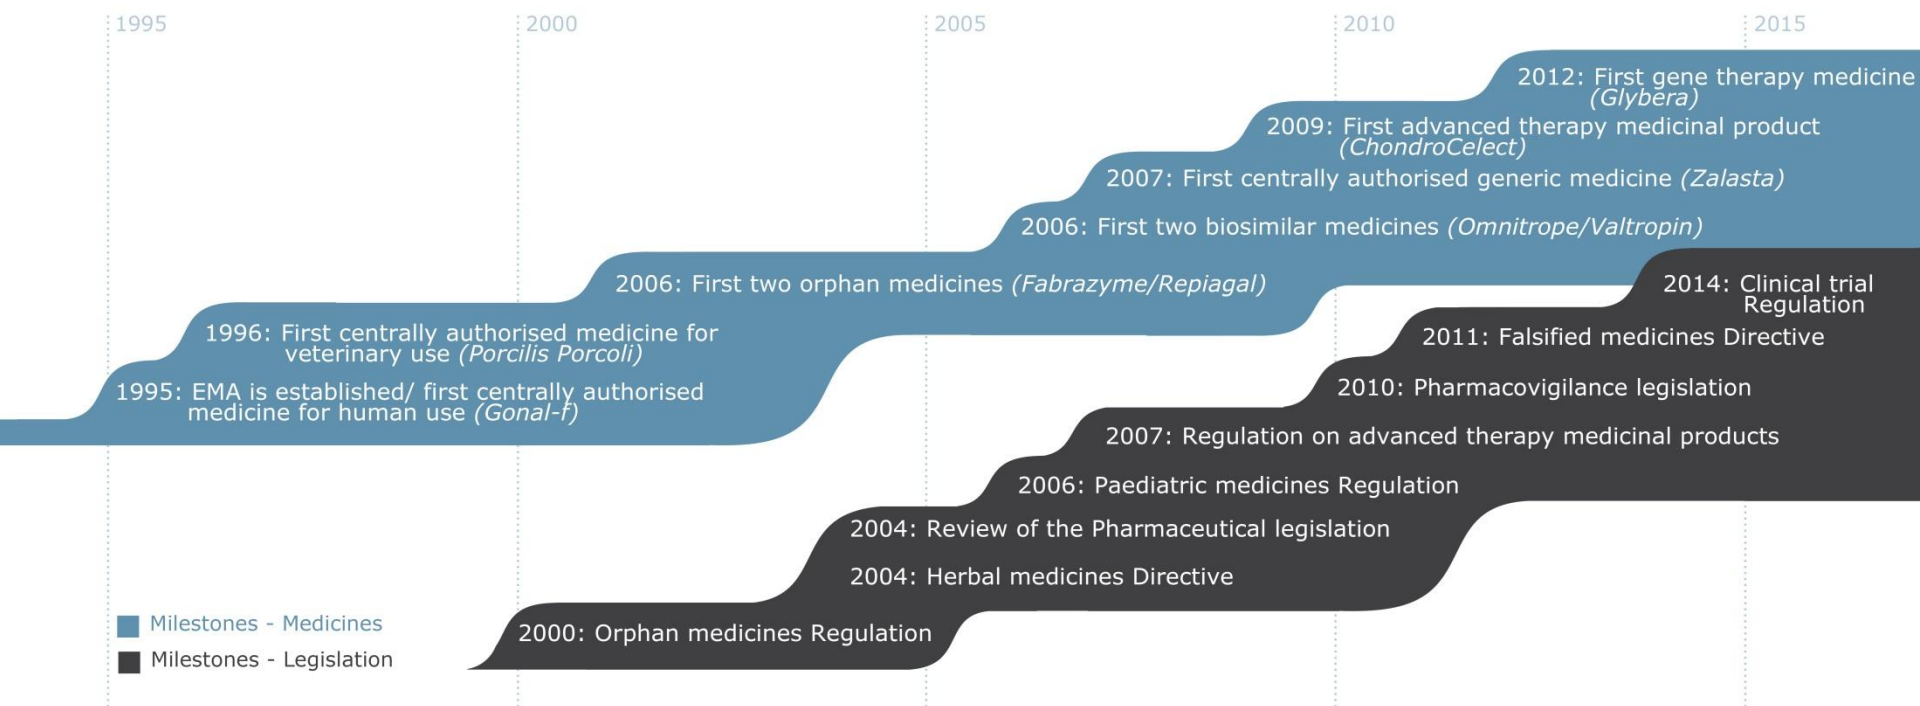 1995
2000
2005
2010
2015
2012: First gene therapy medicine
(Glybera)
2009: First advanced therapy medicinal product
(ChondroCelect)
2007: First centrally authorised generic medicine (Zalasta)
2006: First two biosimilar medicines (Omnitrope/Valtropin)
2006: First two orphan medicines (Fabrazyme/Repiagal)
1996: First centrally authorised medicine for
veterinary use (Porcilis Porcoli)
1995: EMA is established/ first centrally authorised
medicine for human use (Gonal-f)
2014: Clinical trial
Regulation
2011: Falsified medicines Directive
2010: Pharmacovigilance legislation
2007: Regulation on advanced therapy medicinal products
2006: Paediatric medicines Regulation
2004: Review of the Pharmaceutical legislation
2004: Herbal medicines Directive
2000: Orphan medicines Regulation
Milestones - Medicines
Milestones - Legislation